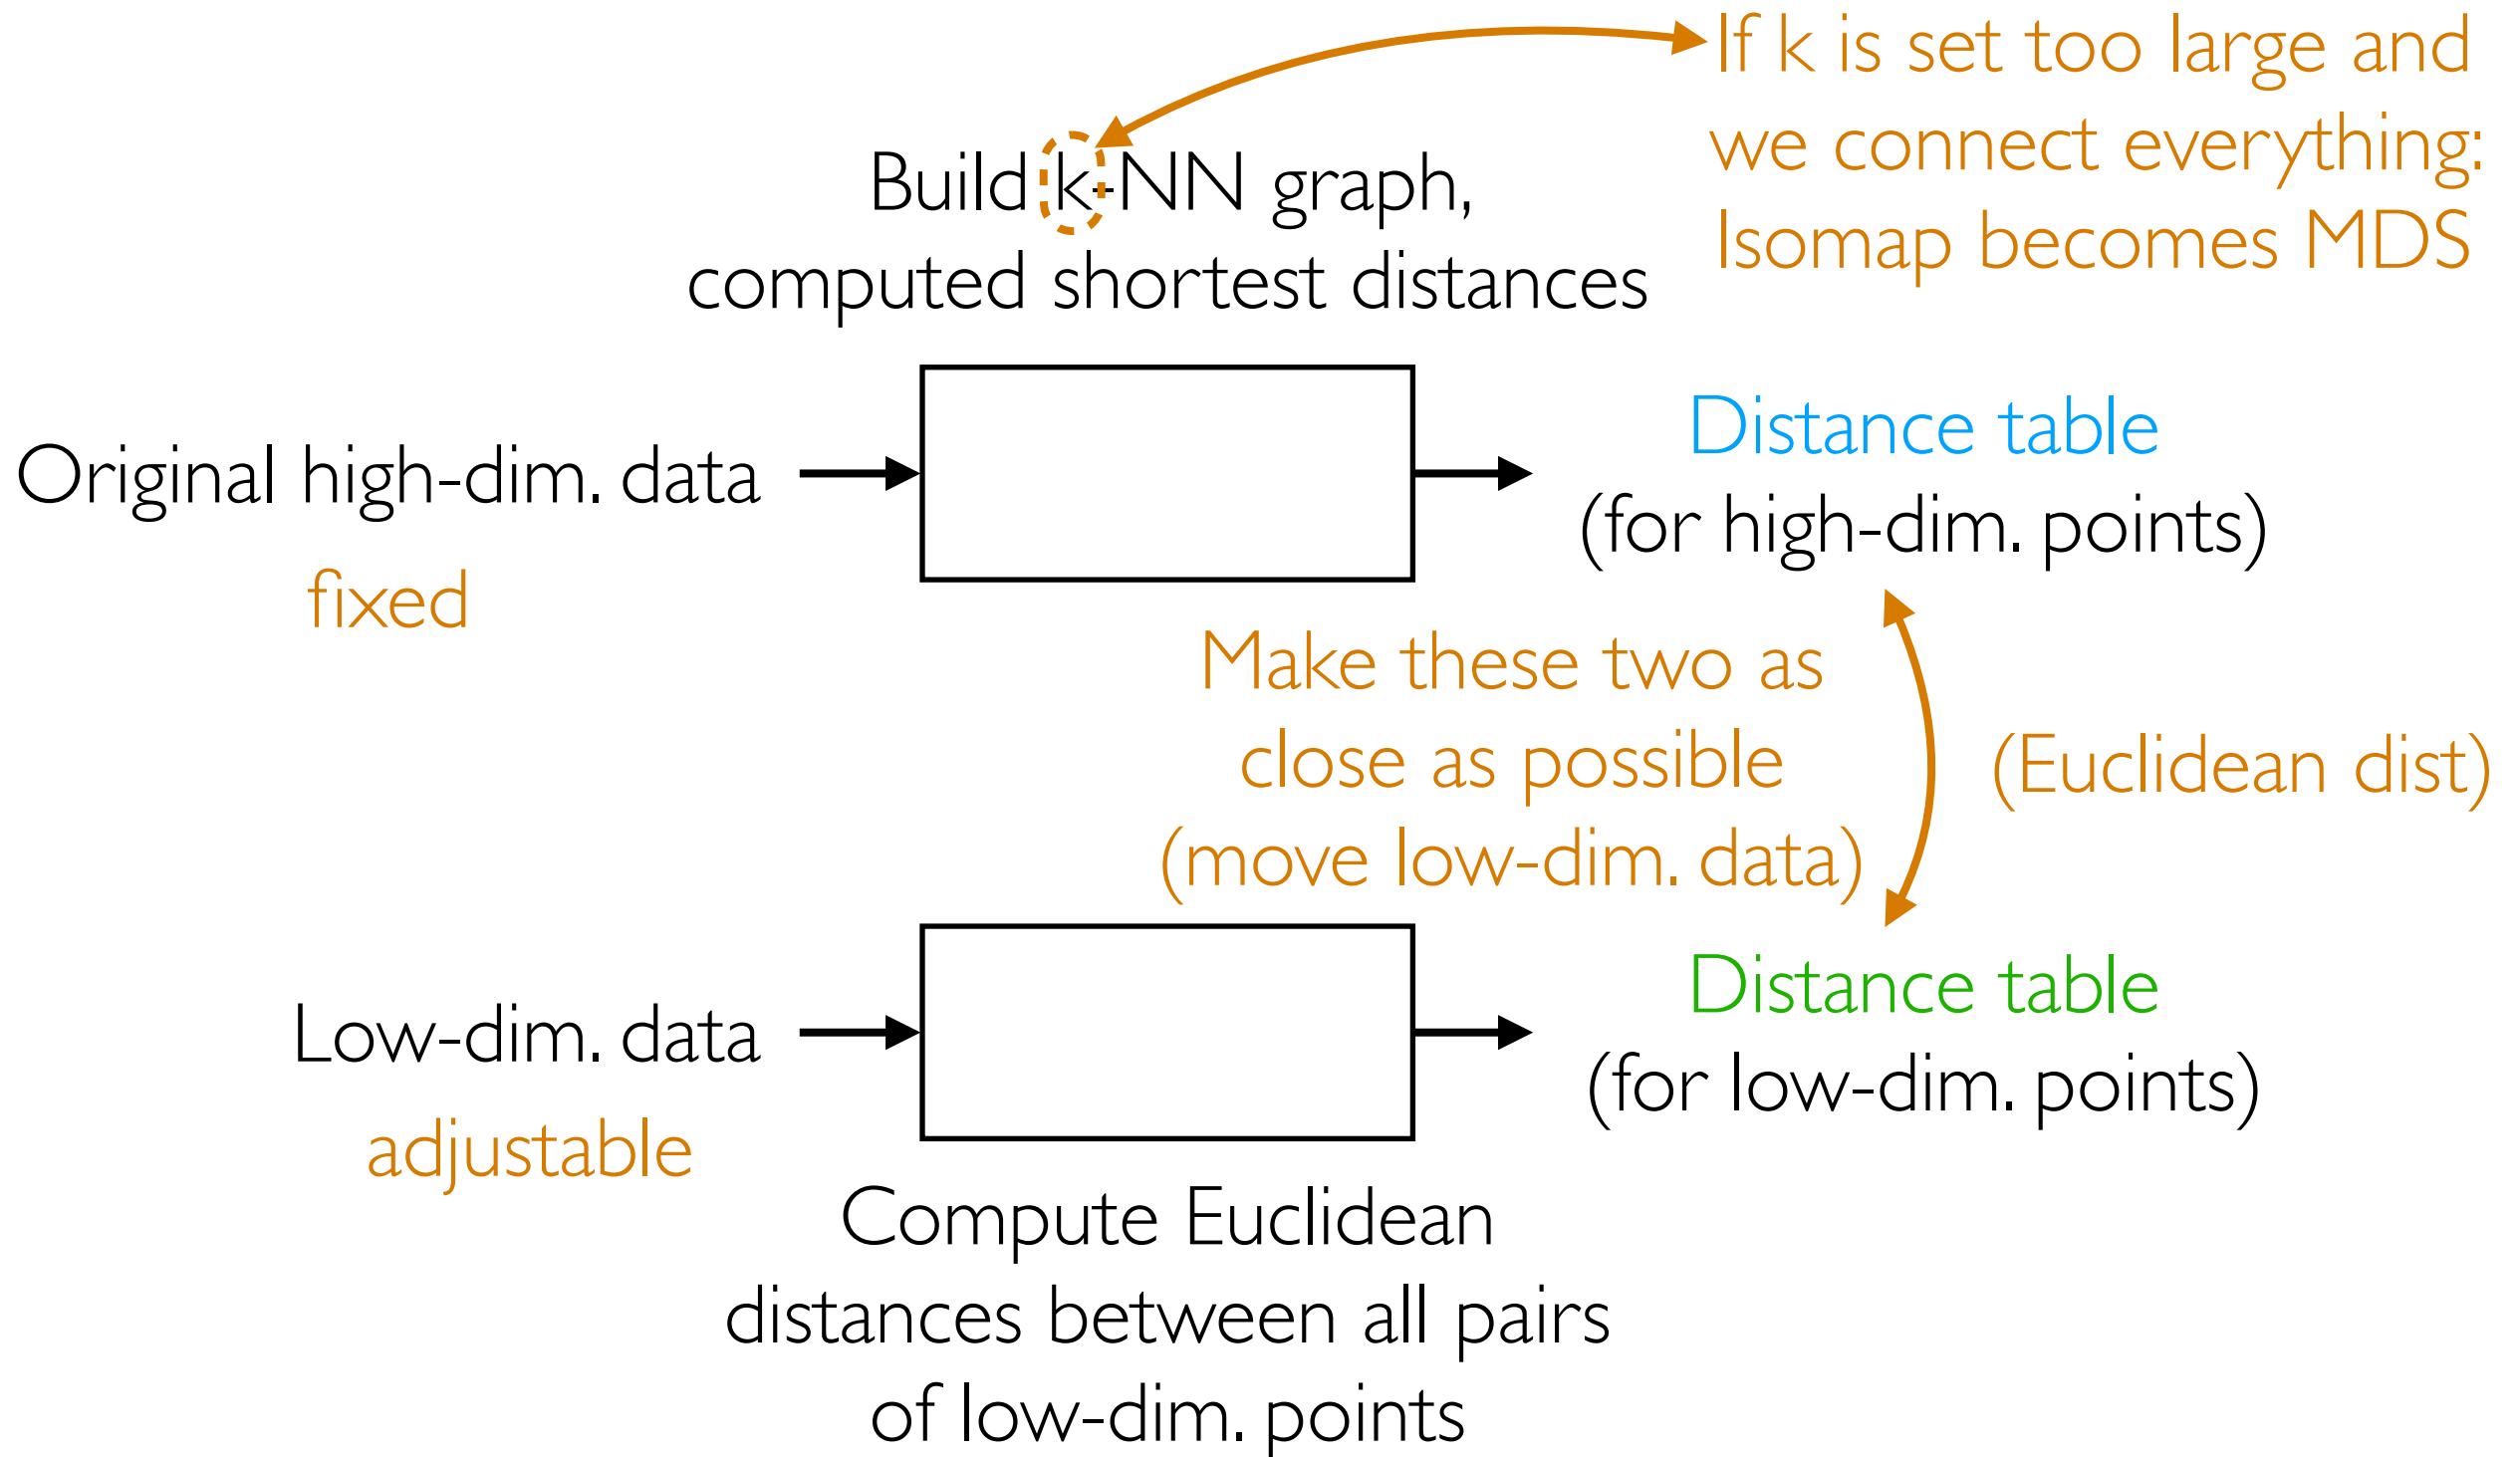 If k is set too large and
we connect everything:
Isomap becomes MDS
Build k-NN graph,
computed shortest distances
Original high-dim. data
fixed
Distance table
(for high-dim. points)
Make these two as
close as possible
(move low-dim. data)
(Euclidean dist)
Low-dim. data
adjustable
Distance table
(for low-dim. points)
Compute Euclidean
distances between all pairs
of low-dim. points